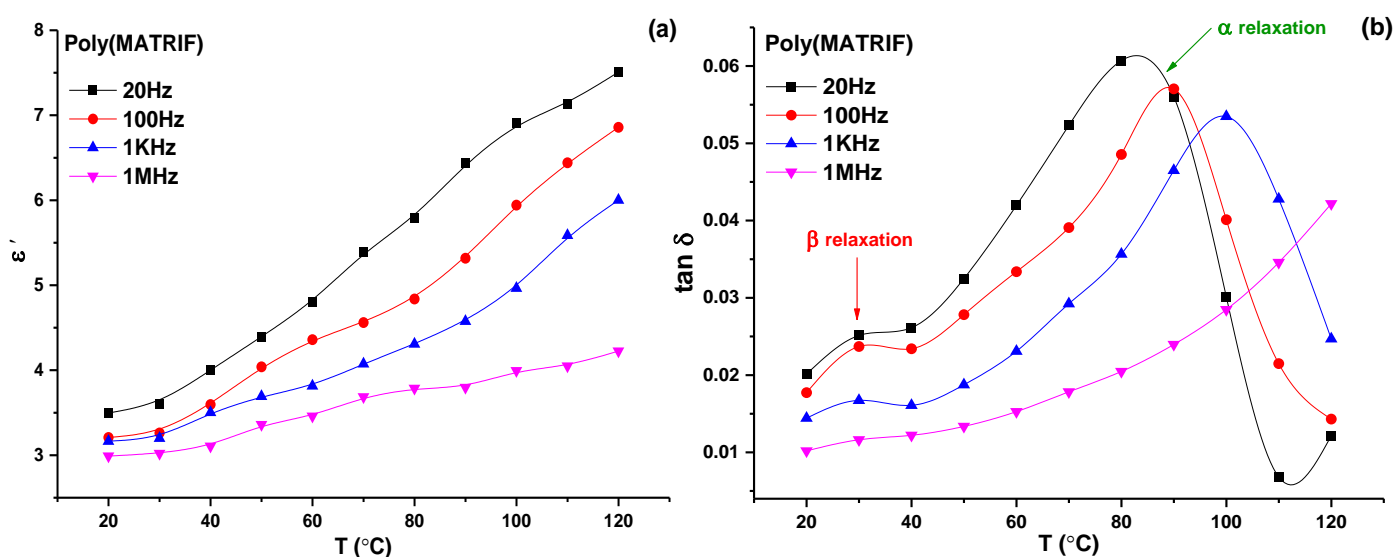 (a)
Poly(MATRIF)
20Hz
100Hz
1KHz
1MHz
8
7
6
5
4
3
ε′
20 40 60 80 100 120
T (°C)
(b)
Poly(MATRIF)
20Hz
100Hz
1KHz
1MHz
α relaxation
β relaxation
0.06
0.05
0.04
0.03
0.02
0.01
tan δ
20 40 60 80 100 120
T (°C)